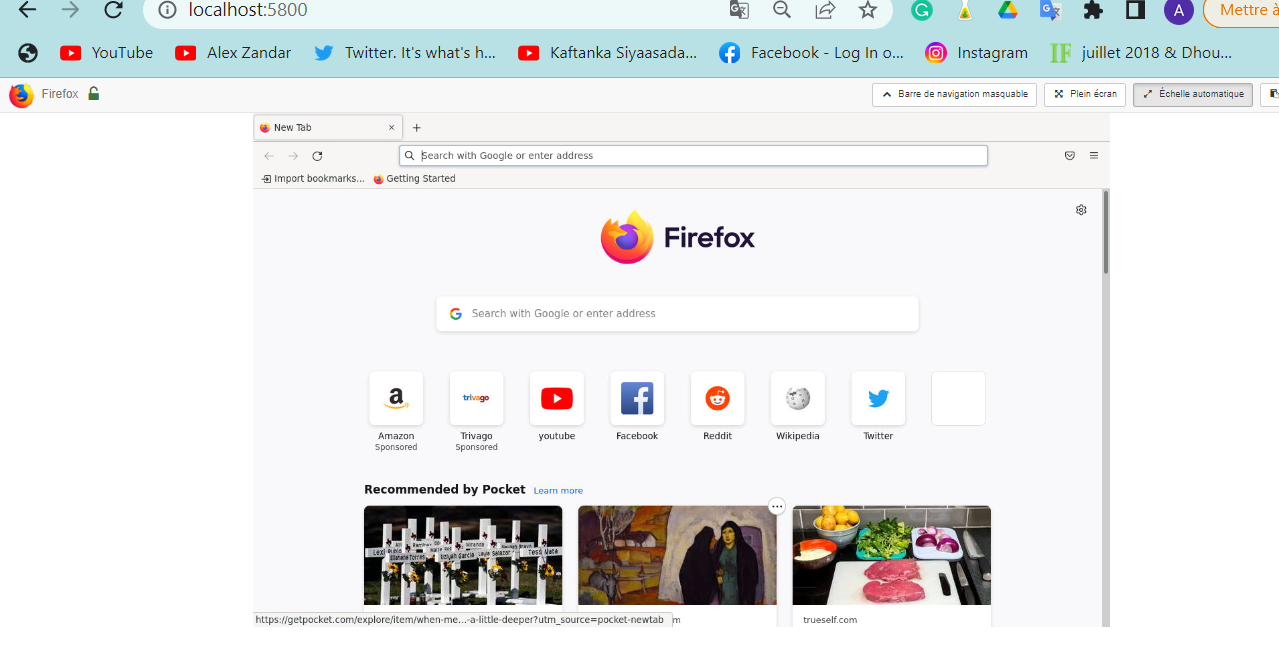 localhost:5800
A
Mettre à
YouTube
Alex Zandar
Twitter. It's what's h...
Kaftanka Siyaasada...
Facebook - Log In o...
Instagram
IF juillet 2018 & Dhou...
Firefox
Barre de navigation masquable
Plein écran
Échelle automatique
New Tab
Search with Google or enter address
Import bookmarks...
Getting Started
Firefox
Search with Google or enter address
a
trivago
Amazon
Sponsored
Trivago
Sponsored
youtube
Facebook
Reddit
Wikipedia
Twitter
Recommended by Pocket
Learn more
Tess Mata
https://getpocket.com/explore/item/when-me...-a-little-deeper?utm_source=pocket-newtab
m
trueself.com